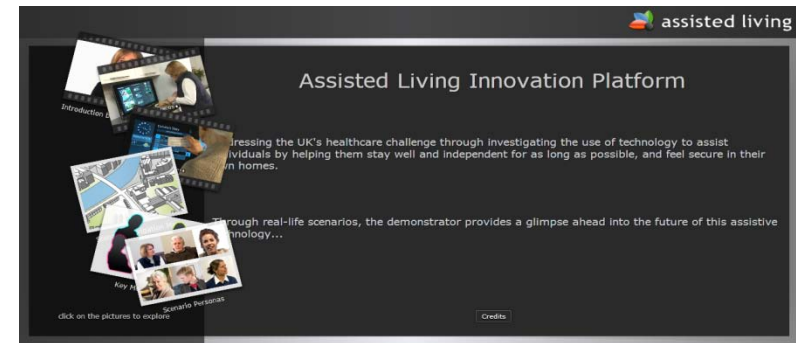 assisted living
Assisted Living Innovation Platform
Introduction
dressing the UK's healthcare challenge through investigating the use of technology to assist
ividuals by helping them stay well and independent for as long as possible, and feel secure in their
wn homes.
hrough real-life scenarios, the demonstrator provides a glimpse ahead into the future of this assistive
hnology...
Key
Scenario Personas
click on the pictures to explore
Credits